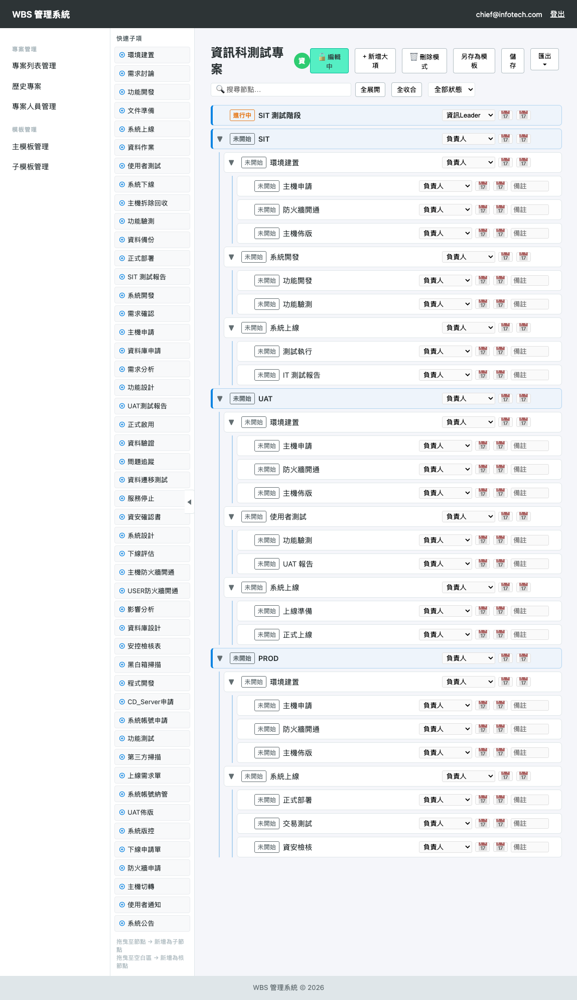 WBS 管理系統
chief@infotech.com 登出
專案管理
專案列表管理
歷史專案
專案人員管理
模板管理
主模板管理
子模板管理
快速子項
環境建置
需求討論
功能開發
文件準備
系統上線
資料作業
使用者測試
系統下線
主機拆除回收
功能驗測
資料備份
正式部署
SIT 測試報告
系統開發
需求確認
主機申請
資料庫申請
需求分析
功能設計
UAT測試報告
正式啟用
資料驗證
問題追蹤
資料遷移測試
服務停止
資安確認書
系統設計
下線評估
主機防火牆開通
USER防火牆開通
影響分析
資料庫設計
安控檢核表
黑白箱掃描
程式開發
CD_Server申請
系統帳號申請
功能測試
第三方掃描
上線需求單
系統帳號納管
UAT佈版
系統版控
下線申請單
防火牆申請
主機切轉
使用者通知
系統公告
拖曳至節點 → 新增為子節
點
拖曳至空白區 → 新增為根
節點
資訊科測試專
案
資
編輯
中
+ 新增大
項
刪除模
式
另存為模
板
儲
存
匯出
搜尋節點...
全展開
全收合
全部狀態
進行中 SIT 測試階段 資訊Leader
未開始 SIT 負責人
未開始 環境建置 負責人
未開始 主機申請 負責人 備註
未開始 防火牆開通 負責人 備註
未開始 主機佈版 負責人 備註
未開始 系統開發 負責人
未開始 功能開發 負責人 備註
未開始 功能驗測 負責人 備註
未開始 系統上線 負責人
未開始 測試執行 負責人 備註
未開始 IT 測試報告 負責人 備註
未開始 UAT 負責人
未開始 環境建置 負責人
未開始 主機申請 負責人 備註
未開始 防火牆開通 負責人 備註
未開始 主機佈版 負責人 備註
未開始 使用者測試 負責人
未開始 功能驗測 負責人 備註
未開始 UAT 報告 負責人 備註
未開始 系統上線 負責人
未開始 上線準備 負責人 備註
未開始 正式上線 負責人 備註
未開始 PROD 負責人
未開始 環境建置 負責人
未開始 主機申請 負責人 備註
未開始 防火牆開通 負責人 備註
未開始 主機佈版 負責人 備註
未開始 系統上線 負責人
未開始 正式部署 負責人 備註
未開始 交易測試 負責人 備註
未開始 資安檢核 負責人 備註
WBS 管理系統 © 2026